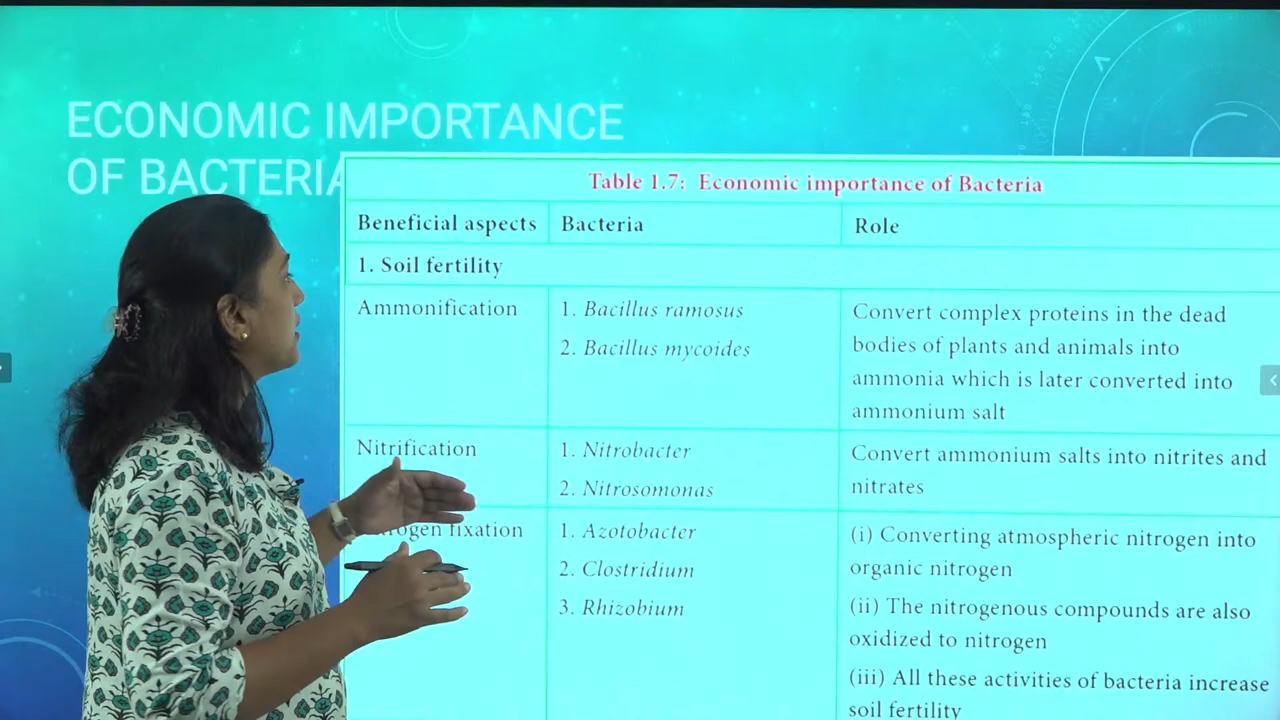 ECONOMIC IMPORTANCE
OF BACTERIA
Table 1.7: Economic importance of Bacteria
Beneficial aspects Bacteria Role
1. Soil fertility
Ammonification
1. Bacillus ramosus
2. Bacillus mycoides
Convert complex proteins in the dead
bodies of plants and animals into
ammonia which is later converted into
ammonium salt
Nitrification
1. Nitrobacter
2. Nitrosomonas
Convert ammonium salts into nitrites and
nitrates
fixation
1. Azotobacter
2. Clostridium
3. Rhizobium
(i) Converting atmospheric nitrogen into
organic nitrogen
(ii) The nitrogenous compounds are also
oxidized to nitrogen
(iii) All these activities of bacteria increase
soil fertility